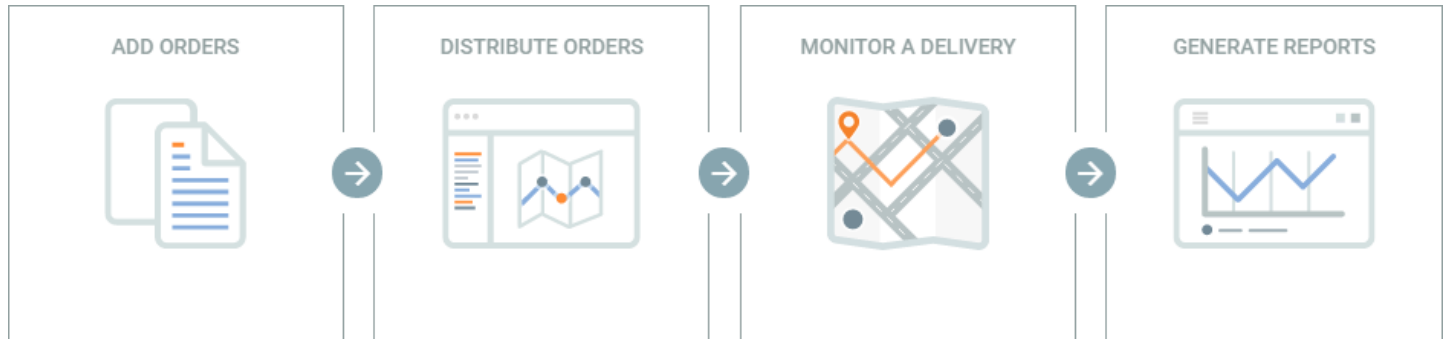 ADD ORDERS
DISTRIBUTE ORDERS
MONITOR A DELIVERY
GENERATE REPORTS